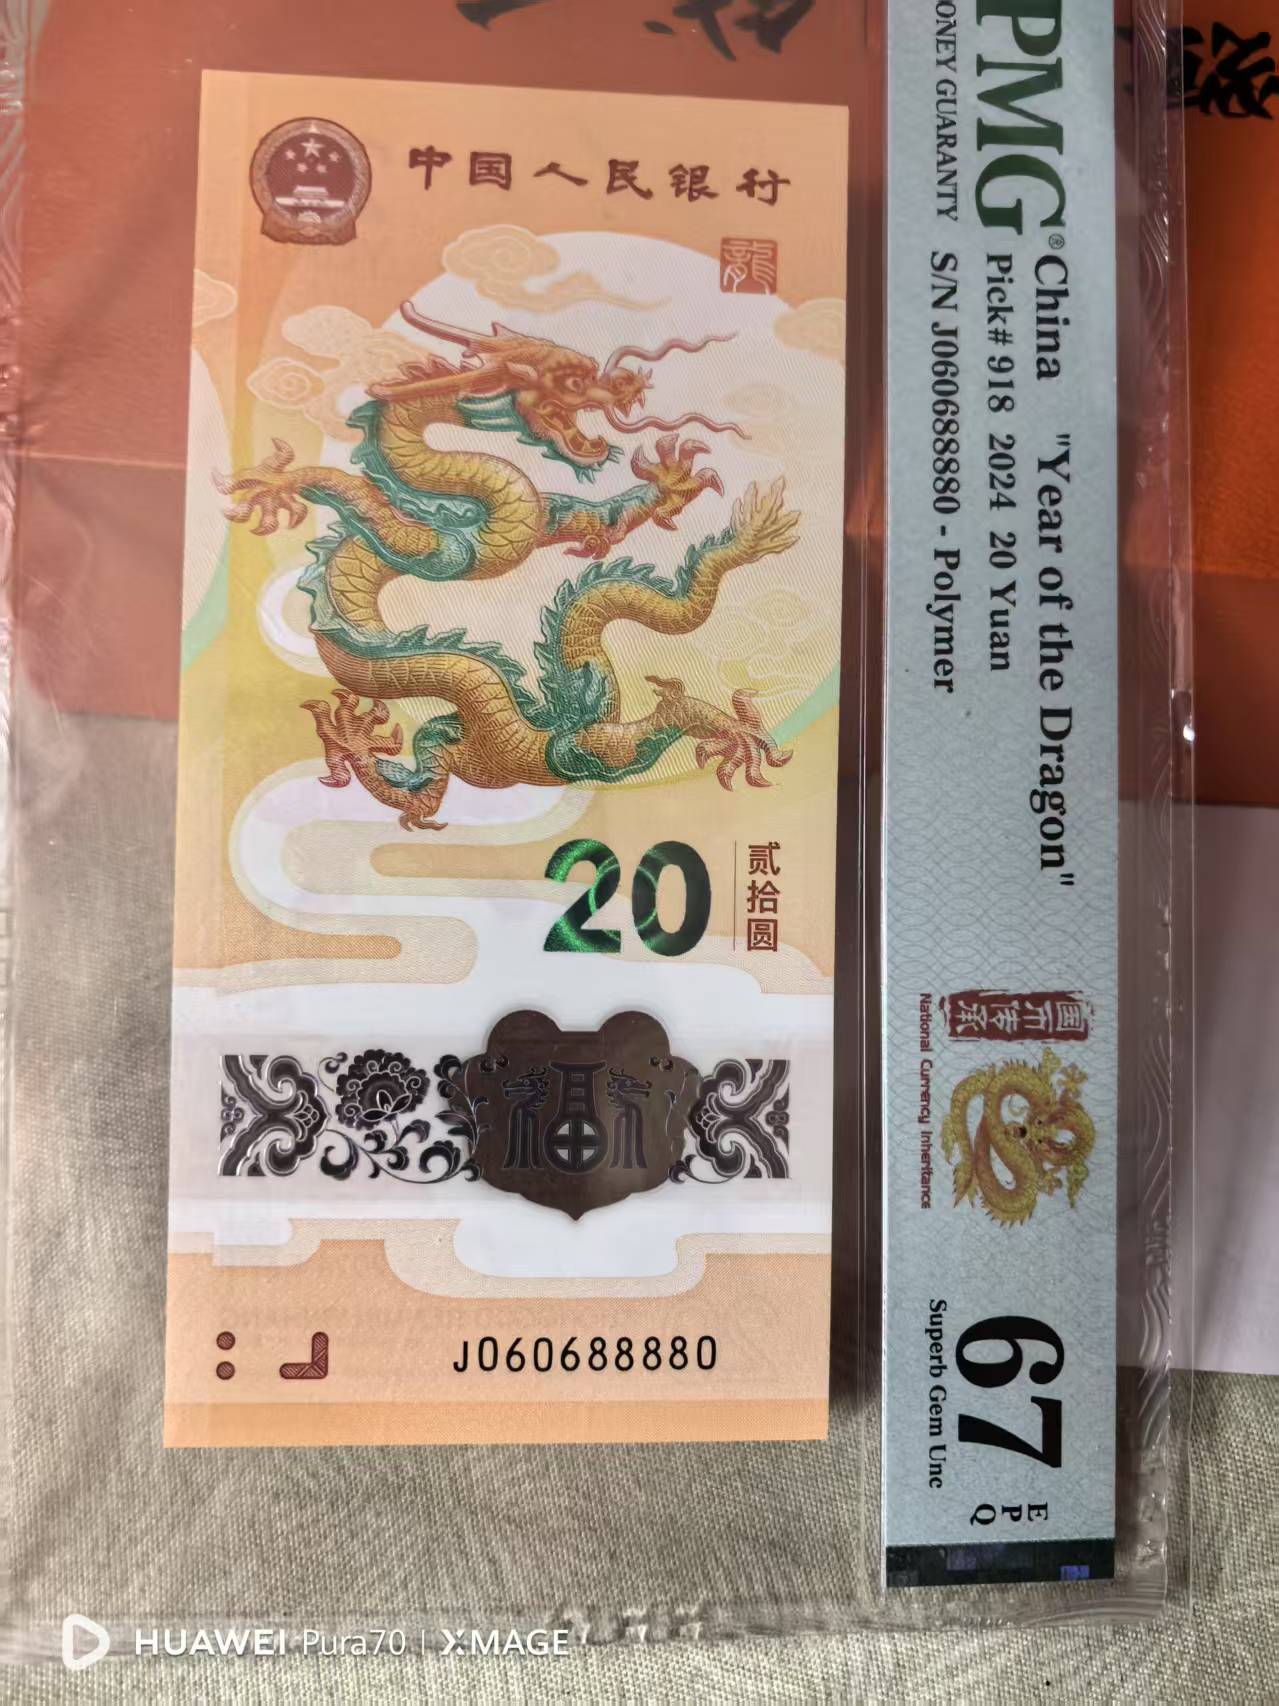 中国人民银行
龍
20
贰拾圆
福
J060688880
PMG®
ONEY GUARANTY
China "Year of the Dragon"
Pick# 918 2024 20 Yuan
S/N J060688880 - Polymer
国币传承
National Currency Inheritance
67
EPQ
Superb Gem Unc
HUAWEI Pura70 | XMAGE